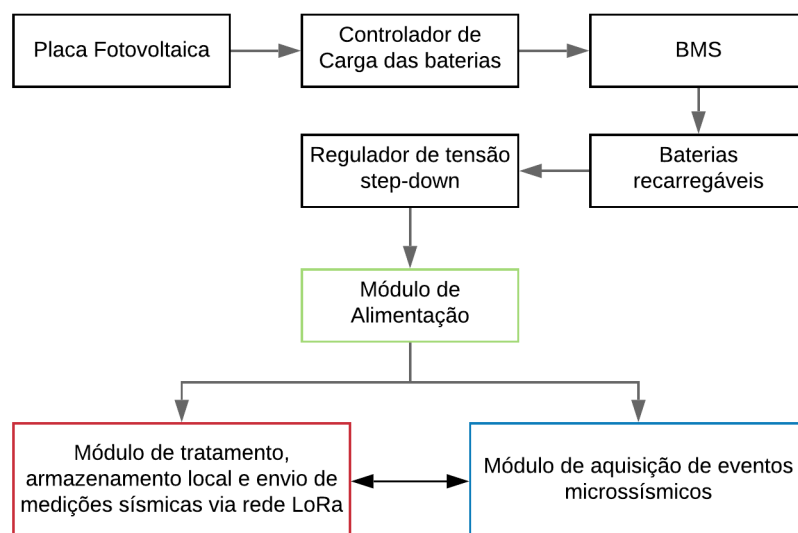 Placa Fotovoltaica
Controlador de
Carga das baterias
BMS
Regulador de tensão
step-down
Baterias
recarregáveis
Módulo de
Alimentação
Módulo de tratamento,
armazenamento local e envio de
medições sísmicas via rede LoRa
Módulo de aquisição de eventos
microssísmicos